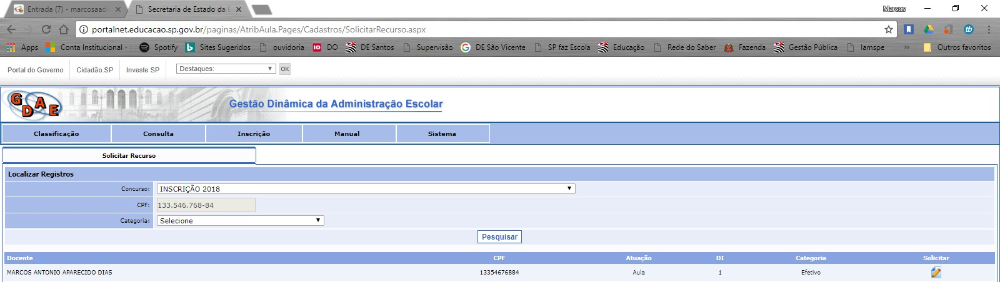 Entrada (7) - marcosaad
Secretaria de Estado da E
Marcos
portalnet.educacao.sp.gov.br/paginas/AtribAula.Pages/Cadastros/SolicitarRecurso.aspx
Apps Conta Institucional - Spotify Sites Sugeridos ouvidoria IO DO DE Santos Supervisão DE São Vicente SP faz Escola Educação Rede do Saber Fazenda Gestão Pública Iamspe » Outros favoritos
Portal do Governo Cidadão.SP Investe SP Destaques: OK
GDAE Gestão Dinâmica da Administração Escolar
Classificação Consulta Inscrição Manual Sistema
Solicitar Recurso
Localizar Registros
Concurso: INSCRIÇÃO 2018
CPF: 133.546.768-84
Categoria: Selecione
Pesquisar
Docente CPF Atuação DI Categoria Solicitar
MARCOS ANTONIO APARECIDO DIAS 13354676884 Aula 1 Efetivo